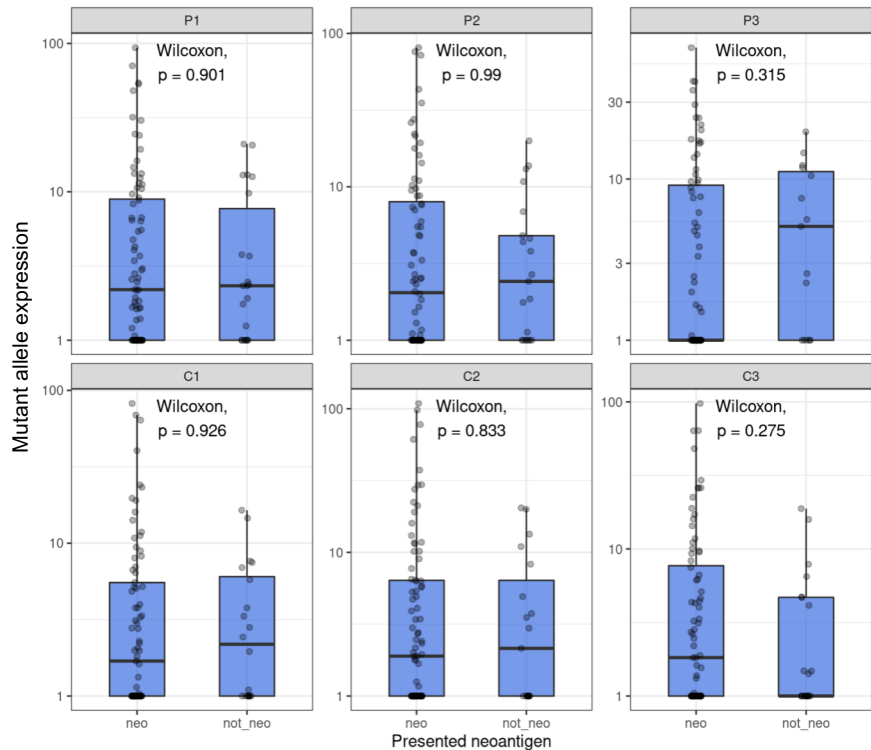 P1
P2
P3
Wilcoxon,
p = 0.901
Wilcoxon,
p = 0.99
Wilcoxon,
p = 0.315
100
10
1
100
10
1
30
10
3
1
Mutant allele expression
C1
C2
C3
Wilcoxon,
p = 0.926
Wilcoxon,
p = 0.833
Wilcoxon,
p = 0.275
100
10
1
100
10
1
100
10
1
neo
not_neo
neo
not_neo
neo
not_neo
Presented neoantigen